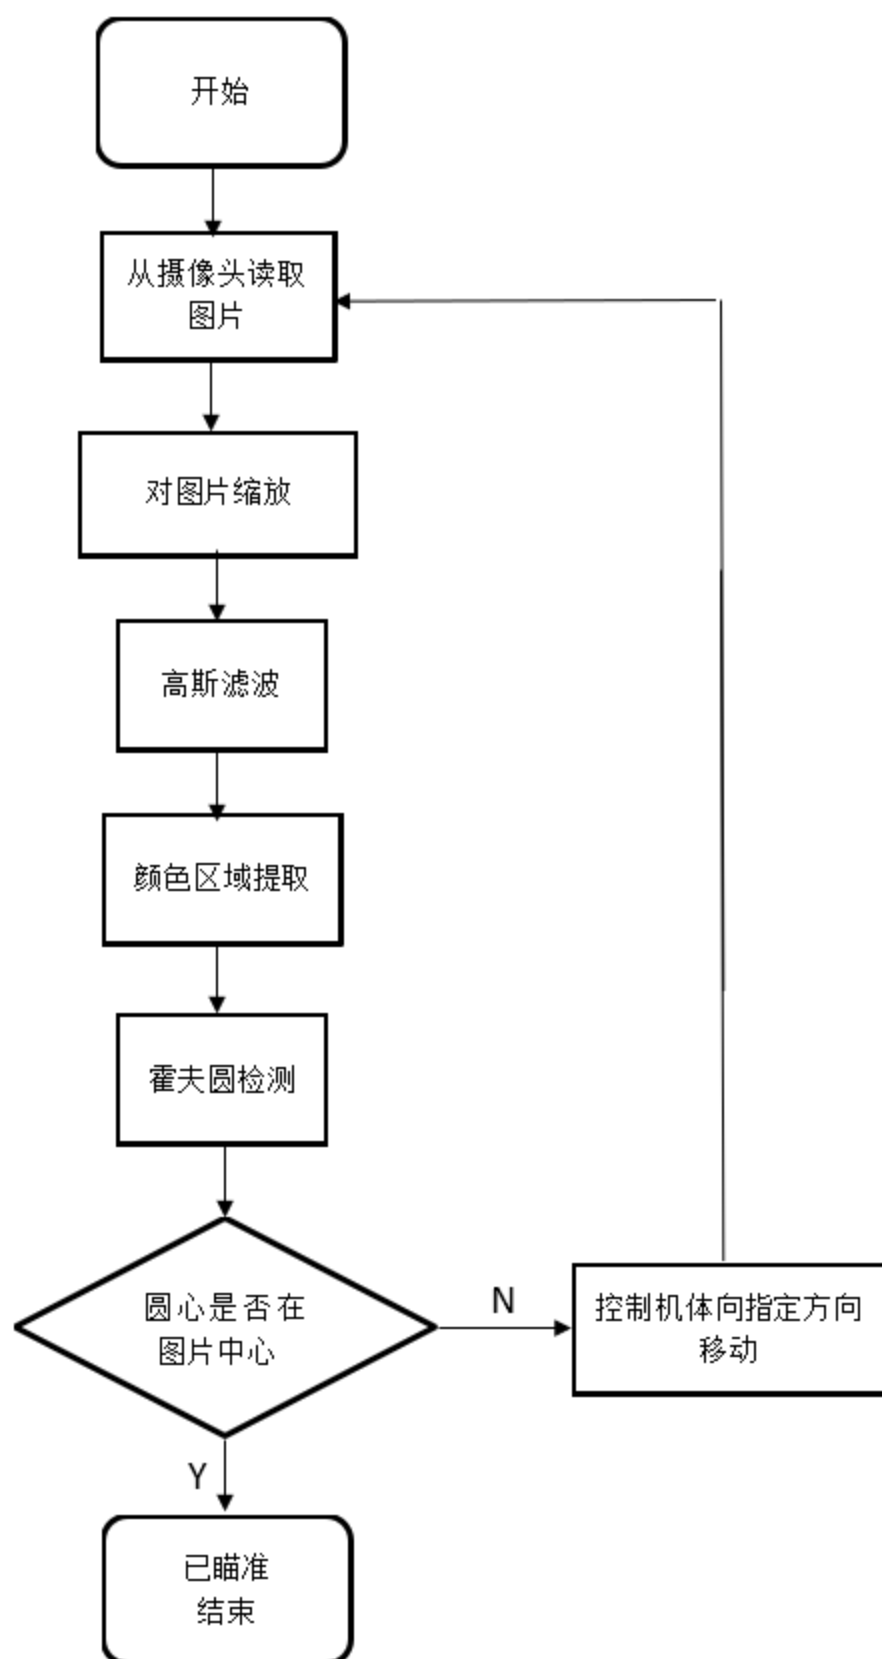 开始
从摄像头读取
图片
对图片缩放
高斯滤波
颜色区域提取
霍夫圆检测
圆心是否在
图片中心
N
控制机体向指定方向
移动
Y
已瞄准
结束